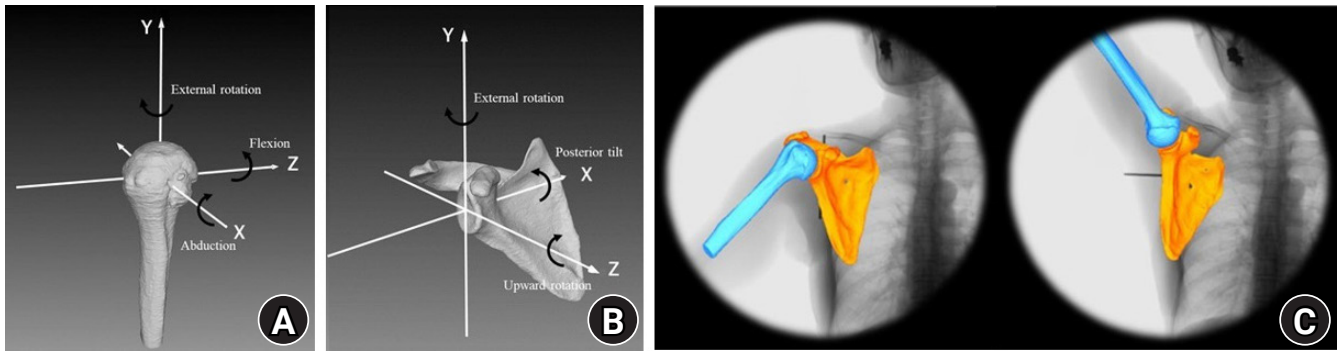 Y
External rotation
Flexion
Z
X
Abduction
A
Y
External rotation
Posterior tilt
X
Z
Upward rotation
B
C